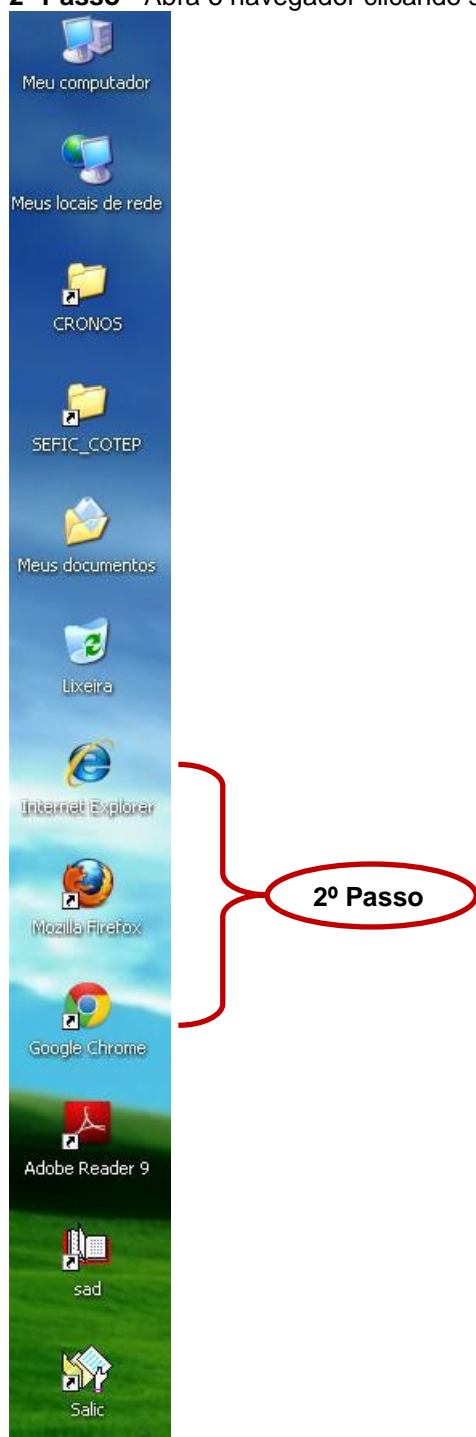 2º Passo - Abra o navegador clicando s
Meu computador
Meus locais de rede
CRONOS
SEFIC_COTEP
Meus documentos
Lixeira
Internet Explorer
Mozilla Firefox
2º Passo
Google Chrome
Adobe Reader 9
sad
Salic